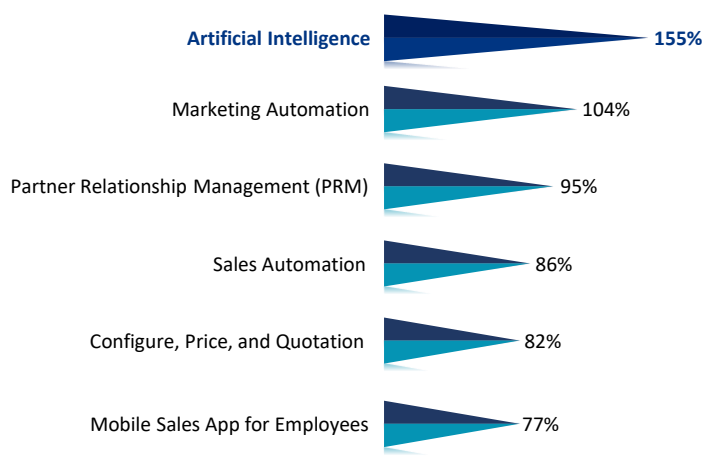 Artificial Intelligence 155%
Marketing Automation 104%
Partner Relationship Management (PRM) 95%
Sales Automation 86%
Configure, Price, and Quotation 82%
Mobile Sales App for Employees 77%